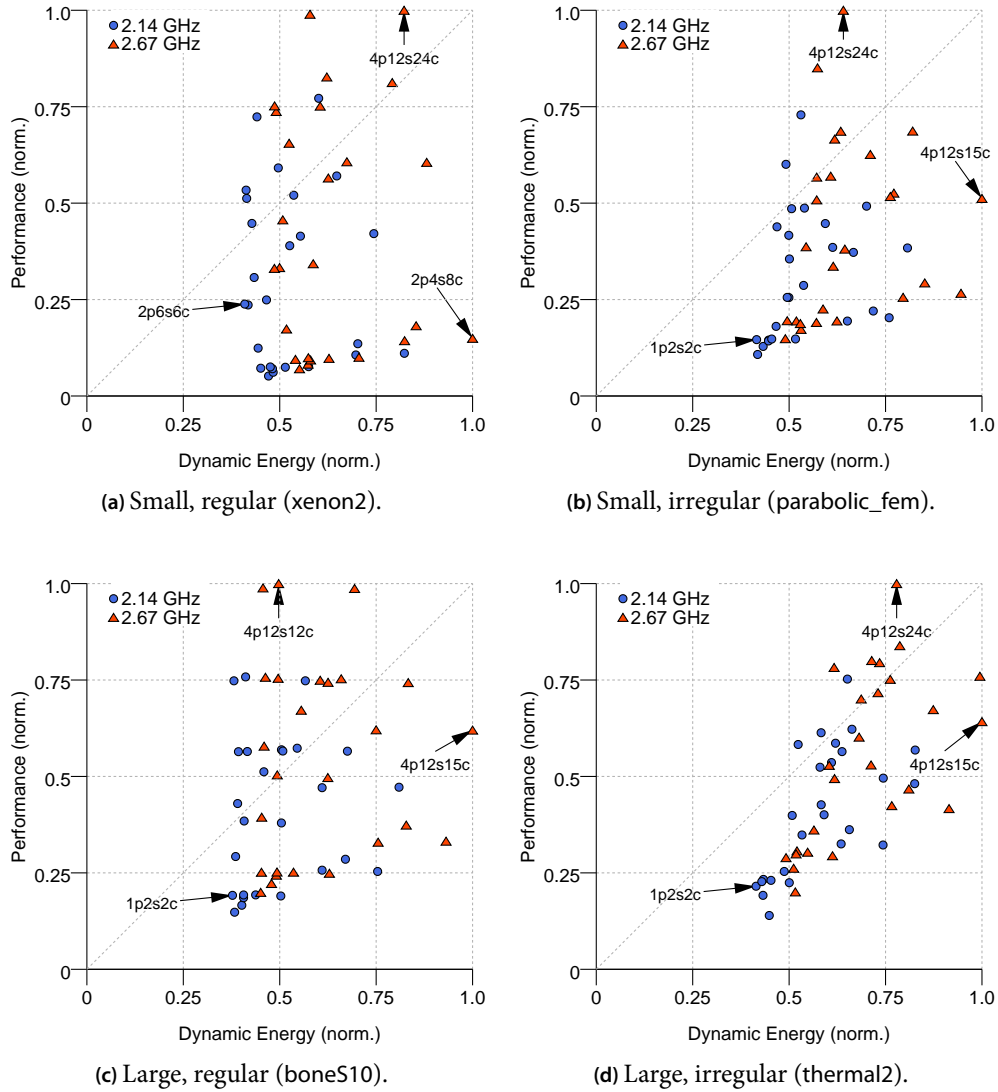 1.0
0.75
0.5
0.25
0
Performance (norm.)
2.14 GHz
2.67 GHz
4p12s24c
2p4s8c
2p6s6c
0
0.25
0.5
0.75
1.0
Dynamic Energy (norm.)
(a) Small, regular (xenon2).
1.0
0.75
0.5
0.25
0
Performance (norm.)
2.14 GHz
2.67 GHz
4p12s24c
4p12s15c
1p2s2c
0
0.25
0.5
0.75
1.0
Dynamic Energy (norm.)
(b) Small, irregular (parabolic_fem).
1.0
0.75
0.5
0.25
0
Performance (norm.)
2.14 GHz
2.67 GHz
4p12s12c
4p12s15c
1p2s2c
0
0.25
0.5
0.75
1.0
Dynamic Energy (norm.)
(c) Large, regular (boneS10).
1.0
0.75
0.5
0.25
0
Performance (norm.)
2.14 GHz
2.67 GHz
4p12s24c
4p12s15c
1p2s2c
0
0.25
0.5
0.75
1.0
Dynamic Energy (norm.)
(d) Large, irregular (thermal2).